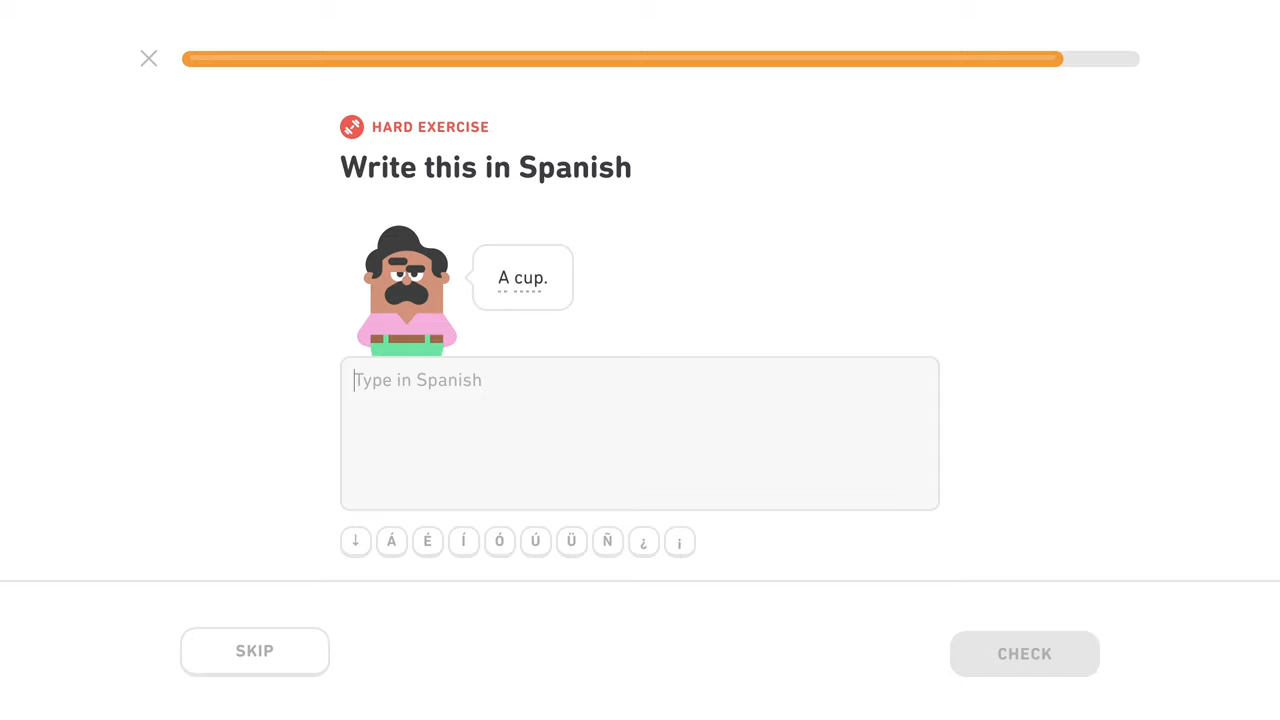 HARD EXERCISE
Write this in Spanish
A cup.
Type in Spanish
↓ Á É Í Ó Ú Ü Ñ ¿ ¡
SKIP
CHECK